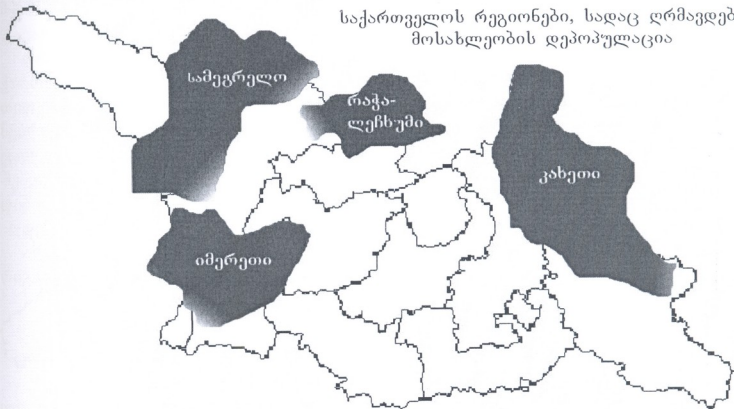 საქართველოს რეგიონები, სადაც ღრმავდებ
მოსახლეობის დეპოპულაცია
სამეგრელო
რაჭა-
ლეჩხუმი
კახეთი
იმერეთი